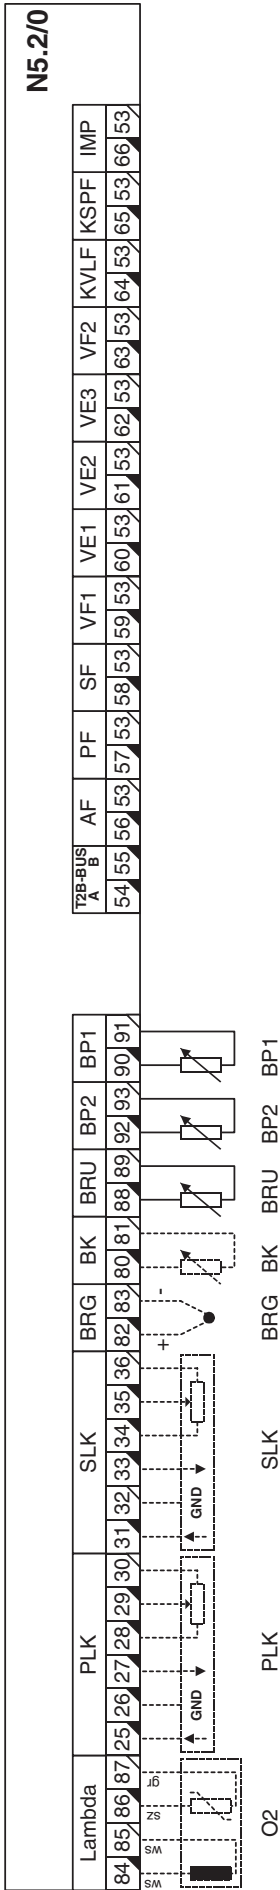 N5.2/0
Lambda PLK SLK BRG BK BRU BP2 BP1 T2B-BUS AF PF SF VF1 VE1 VE2 VE3 VF2 KVLF KSPF IMP
A B
84 85 86 87 25 26 27 28 29 30 31 32 33 34 35 36 82 83 80 81 88 89 92 93 90 91 54 55 56 53 57 53 58 53 59 53 60 53 61 53 62 53 63 53 64 53 65 53 66 53
ws ws sz gr + -
GND GND
O2 PLK SLK BRG BK BRU BP2 BP1